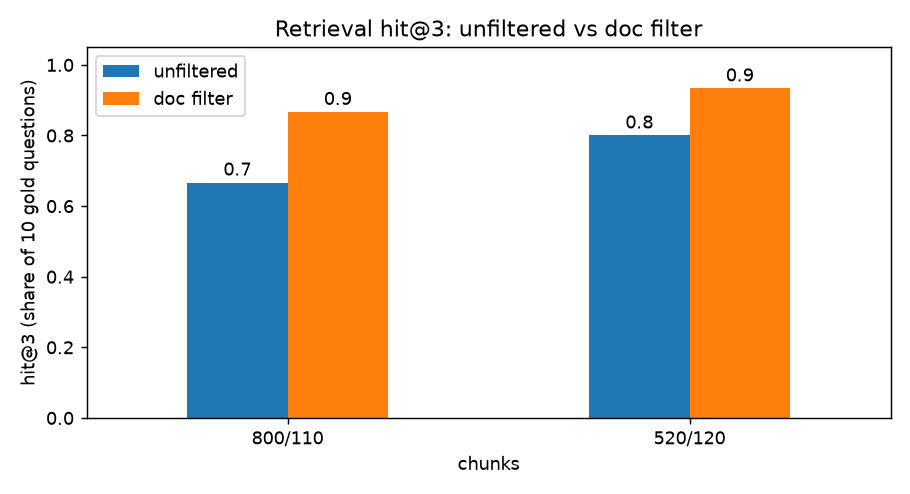 Retrieval hit@3: unfiltered vs doc filter
hit@3 (share of 10 gold questions)
1.0
0.8
0.6
0.4
0.2
0.0
unfiltered
doc filter
0.7
0.9
0.8
0.9
800/110
520/120
chunks